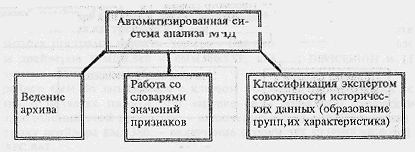 Автоматизированная си-
стема анализа МНД
Ведение
архива
Работа со
словарями
значений
признаков
Классификация экспертом
совокупности историчес-
ких данных (образование
групп,их характеристика)